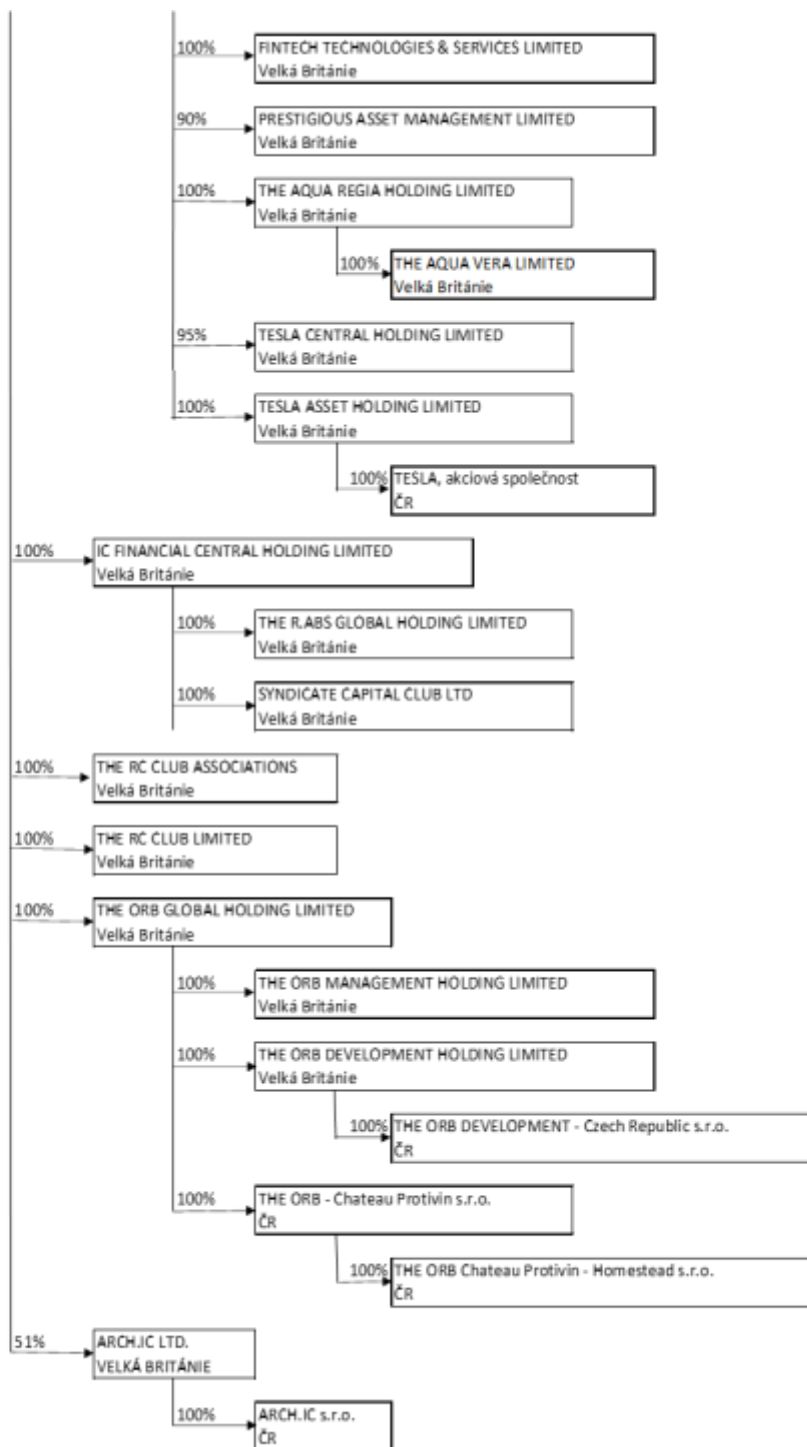 100%
FINTECH TECHNOLOGIES & SERVICES LIMITED
Velká Británie
90%
PRESTIGIOUS ASSET MANAGEMENT LIMITED
Velká Británie
100%
THE AQUA REGIA HOLDING LIMITED
Velká Británie
100%
THE AQUA VERA LIMITED
Velká Británie
95%
TESLA CENTRAL HOLDING LIMITED
Velká Británie
100%
TESLA ASSET HOLDING LIMITED
Velká Británie
100%
TESLA, akciová společnost
ČR
100%
IC FINANCIAL CENTRAL HOLDING LIMITED
Velká Británie
100%
THE R.ABS GLOBAL HOLDING LIMITED
Velká Británie
100%
SYNDICATE CAPITAL CLUB LTD
Velká Británie
100%
THE RC CLUB ASSOCIATIONS
Velká Británie
100%
THE RC CLUB LIMITED
Velká Británie
100%
THE ORB GLOBAL HOLDING LIMITED
Velká Británie
100%
THE ORB MANAGEMENT HOLDING LIMITED
Velká Británie
100%
THE ORB DEVELOPMENT HOLDING LIMITED
Velká Británie
100%
THE ORB DEVELOPMENT - Czech Republic s.r.o.
ČR
100%
THE ORB - Chateau Protivin s.r.o.
ČR
100%
THE ORB Chateau Protivin - Homestead s.r.o.
ČR
51%
ARCH.IC LTD.
VELKÁ BRITÁNIE
100%
ARCH.IC s.r.o.
ČR